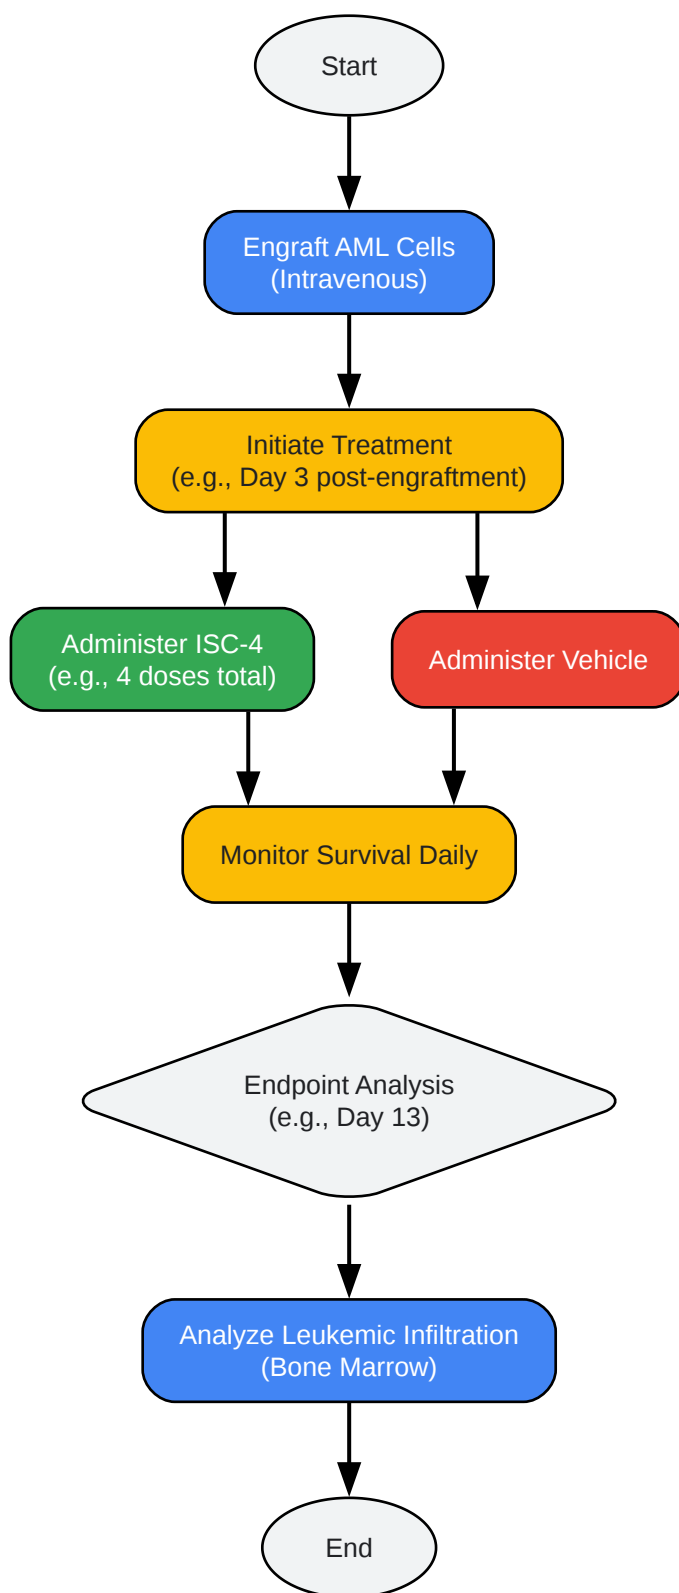 Start
Engraft AML Cells
(Intravenous)
Initiate Treatment
(e.g., Day 3 post-engraftment)
Administer ISC-4
(e.g., 4 doses total)
Administer Vehicle
Monitor Survival Daily
Endpoint Analysis
(e.g., Day 13)
Analyze Leukemic Infiltration
(Bone Marrow)
End